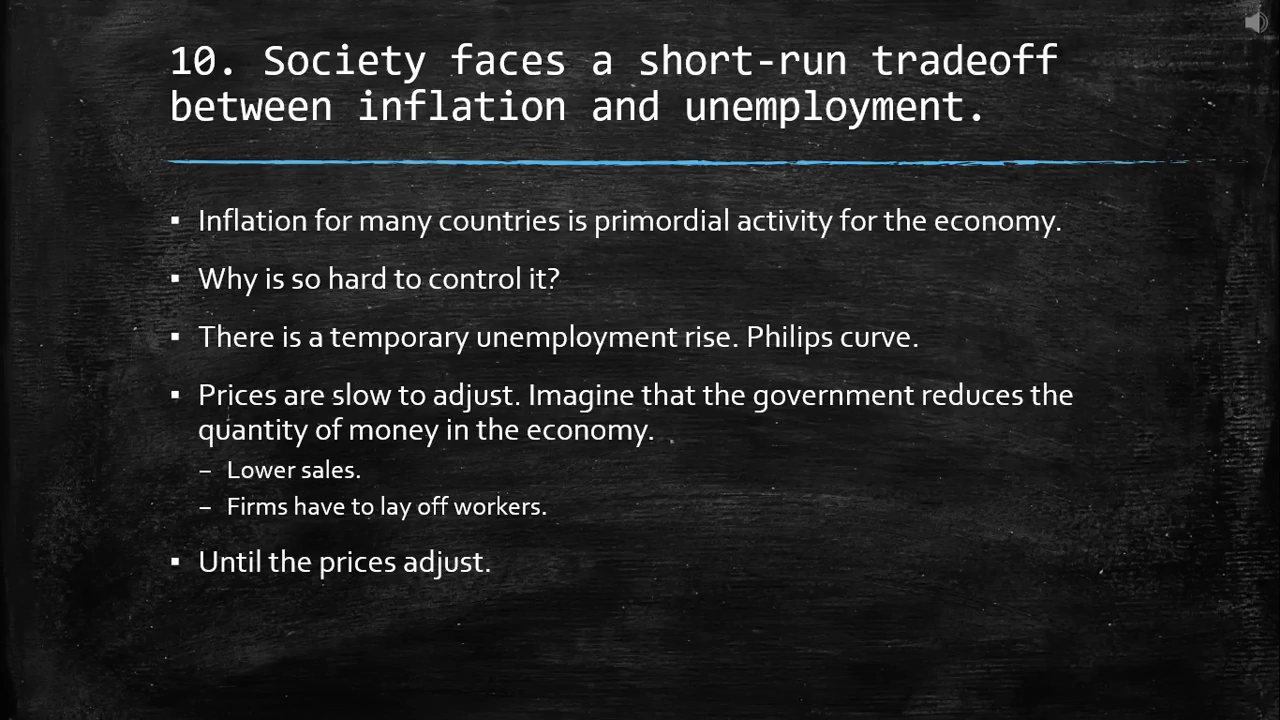 10. Society faces a short-run tradeoff
between inflation and unemployment.
▪ Inflation for many countries is primordial activity for the economy.
▪ Why is so hard to control it?
▪ There is a temporary unemployment rise. Philips curve.
▪ Prices are slow to adjust. Imagine that the government reduces the
quantity of money in the economy.
– Lower sales.
– Firms have to lay off workers.
▪ Until the prices adjust.